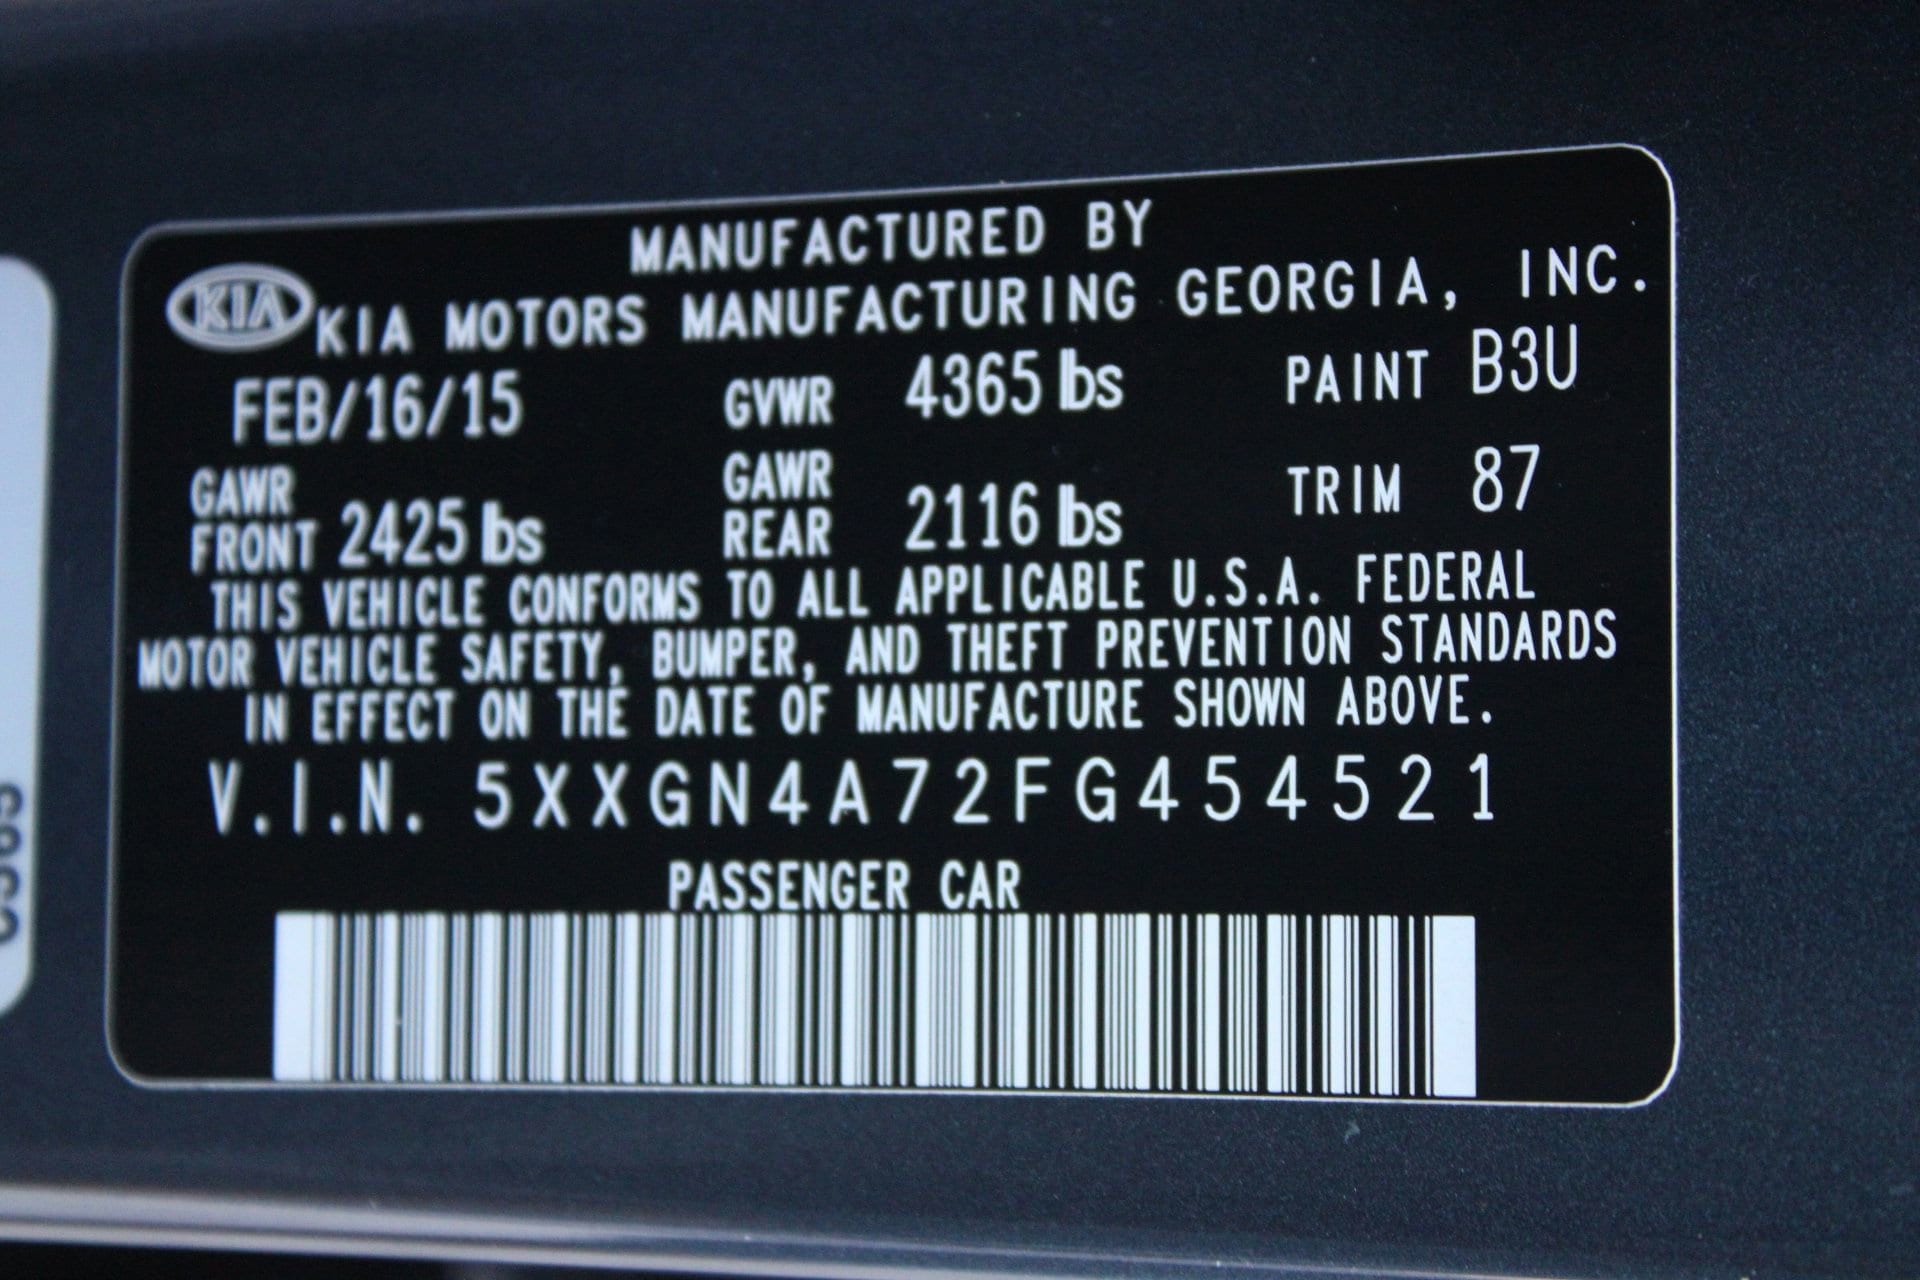 MANUFACTURED BY
KIA KIA MOTORS MANUFACTURING GEORGIA, INC.
FEB/16/15 GVWR 4365 lbs PAINT B3U
GAWR FRONT 2425 lbs GAWR REAR 2116 lbs TRIM 87
THIS VEHICLE CONFORMS TO ALL APPLICABLE U.S.A. FEDERAL
MOTOR VEHICLE SAFETY, BUMPER, AND THEFT PREVENTION STANDARDS
IN EFFECT ON THE DATE OF MANUFACTURE SHOWN ABOVE.
V.I.N. 5XXGN4A72FG454521
PASSENGER CAR